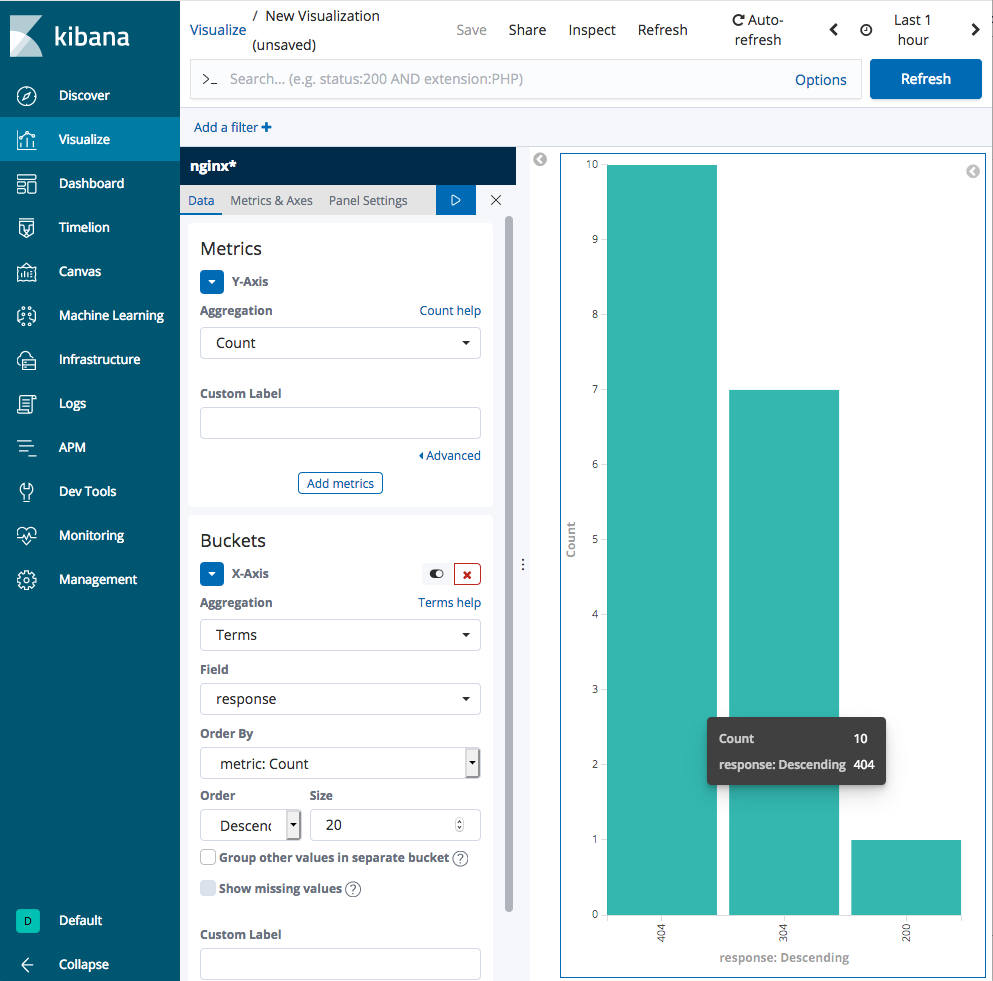 kibana
Discover
Visualize
Dashboard
Timelion
Canvas
Machine Learning
Infrastructure
Logs
APM
Dev Tools
Monitoring
Management
D Default
Collapse
Visualize / New Visualization (unsaved)
Save Share Inspect Refresh Auto-refresh Last 1 hour
>_ Search... (e.g. status:200 AND extension:PHP) Options Refresh
Add a filter +
nginx*
Data Metrics & Axes Panel Settings
Metrics
Y-Axis
Aggregation Count help
Count
Custom Label
Advanced
Add metrics
Buckets
X-Axis
Aggregation Terms help
Terms
Field
response
Order By
metric: Count
Order Size
Descenc 20
Group other values in separate bucket ?
Show missing values ?
Custom Label
10
9
8
7
6
5
4
3
2
1
0
Count
Count 10
response: Descending 404
404 304 200
response: Descending